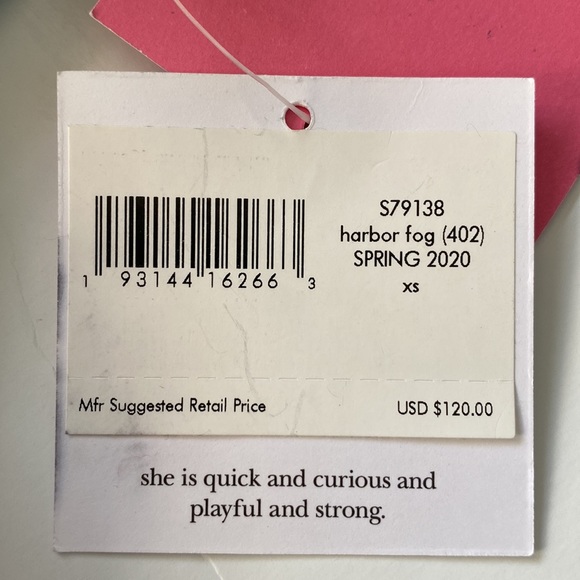 S79138
harbor fog (402)
SPRING 2020
xs
1 93144 16266 3
Mfr Suggested Retail Price USD $120.00
she is quick and curious and
playful and strong.